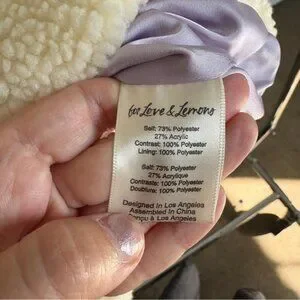 for Love & Lemons
Self: 73% Polyester
27% Acrylic
Contrast: 100% Polyester
Lining: 100% Polyester
Self: 73% Polyester
27% Acrylique
Contraste: 100% Polyester
Doublure: 100% Polyester
Designed in Los Angeles
Assembled In China
Conçu à Los Angeles